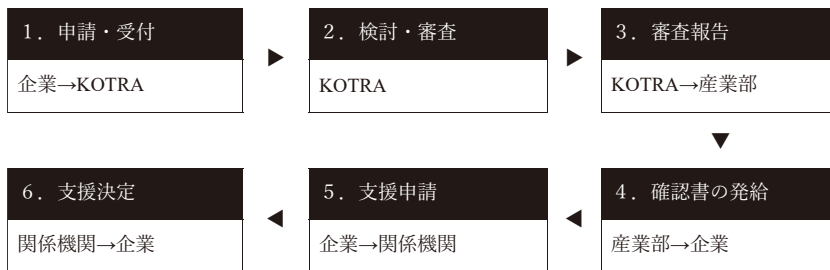 １．申請・受付
企業→KOTRA
▶
２．検討・審査
KOTRA
▶
３．審査報告
KOTRA→産業部
▼
４．確認書の発給
産業部→企業
◀
５．支援申請
企業→関係機関
◀
６．支援決定
関係機関→企業